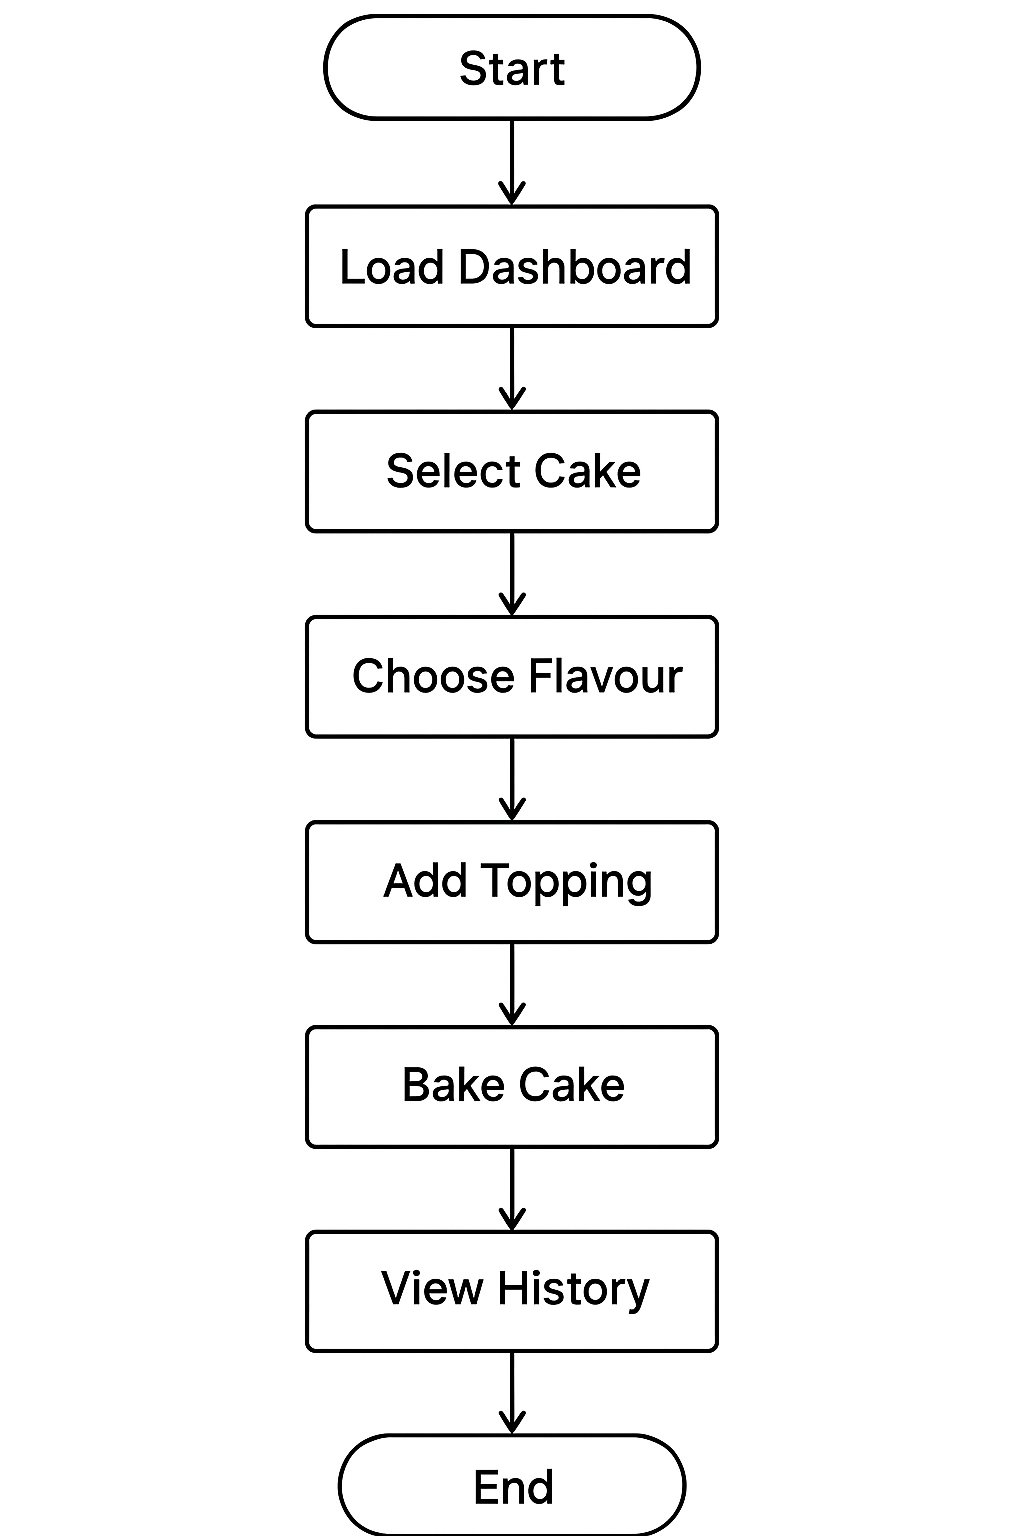 Start
Load Dashboard
Select Cake
Choose Flavour
Add Topping
Bake Cake
View History
End